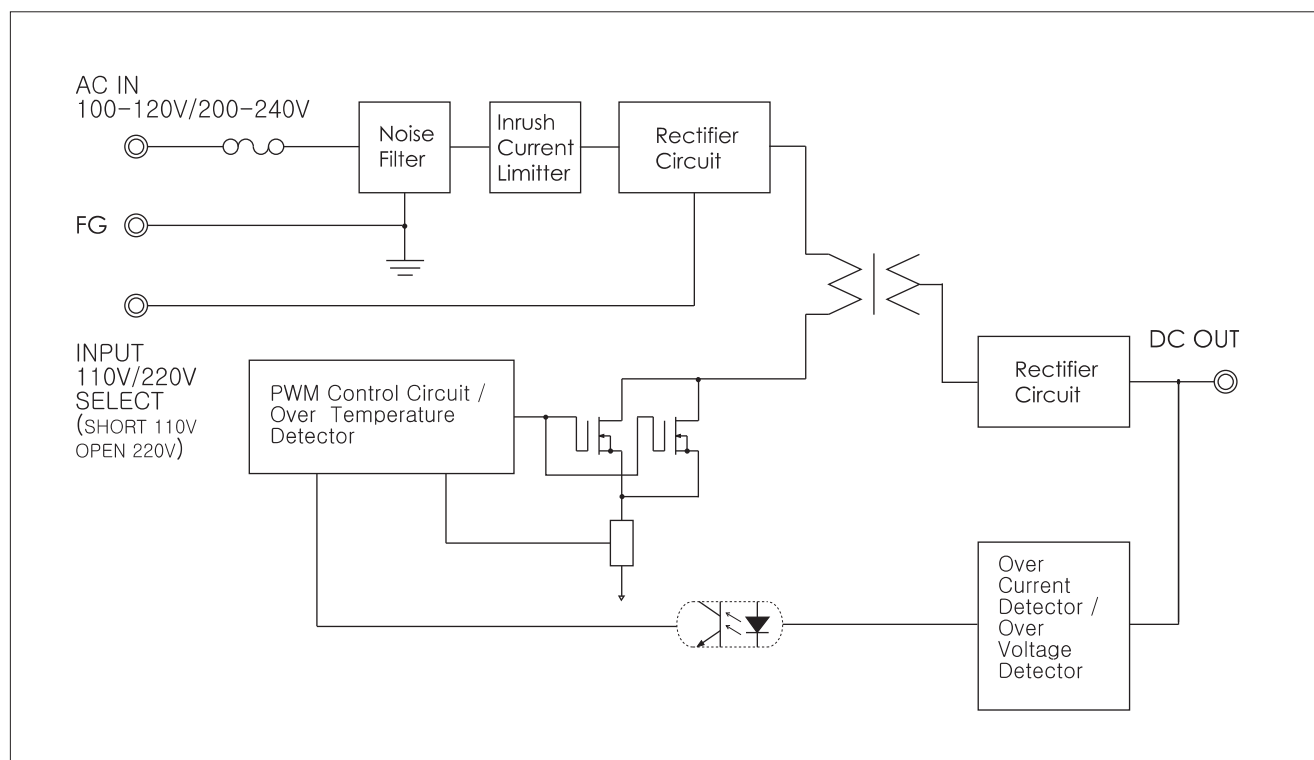 AC IN
100-120V/200-240V
Noise
Filter
Inrush
Current
Limitter
Rectifier
Circuit
FG
INPUT
110V/220V
SELECT
(SHORT 110V
OPEN 220V)
PWM Control Circuit /
Over Temperature
Detector
Rectifier
Circuit
DC OUT
Over
Current
Detector /
Over
Voltage
Detector